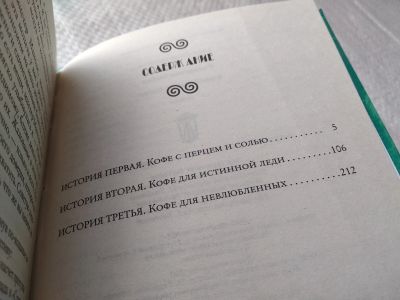 СОДЕРЖАНИЕ
ИСТОРИЯ ПЕРВАЯ. КОФЕ С ПЕРЦЕМ И СОЛЬЮ........... 5
ИСТОРИЯ ВТОРАЯ. КОФЕ ДЛЯ ИСТИННОЙ ЛЕДИ........ 106
ИСТОРИЯ ТРЕТЬЯ. КОФЕ ДЛЯ НЕВЛЮБЛЕННЫХ..........212